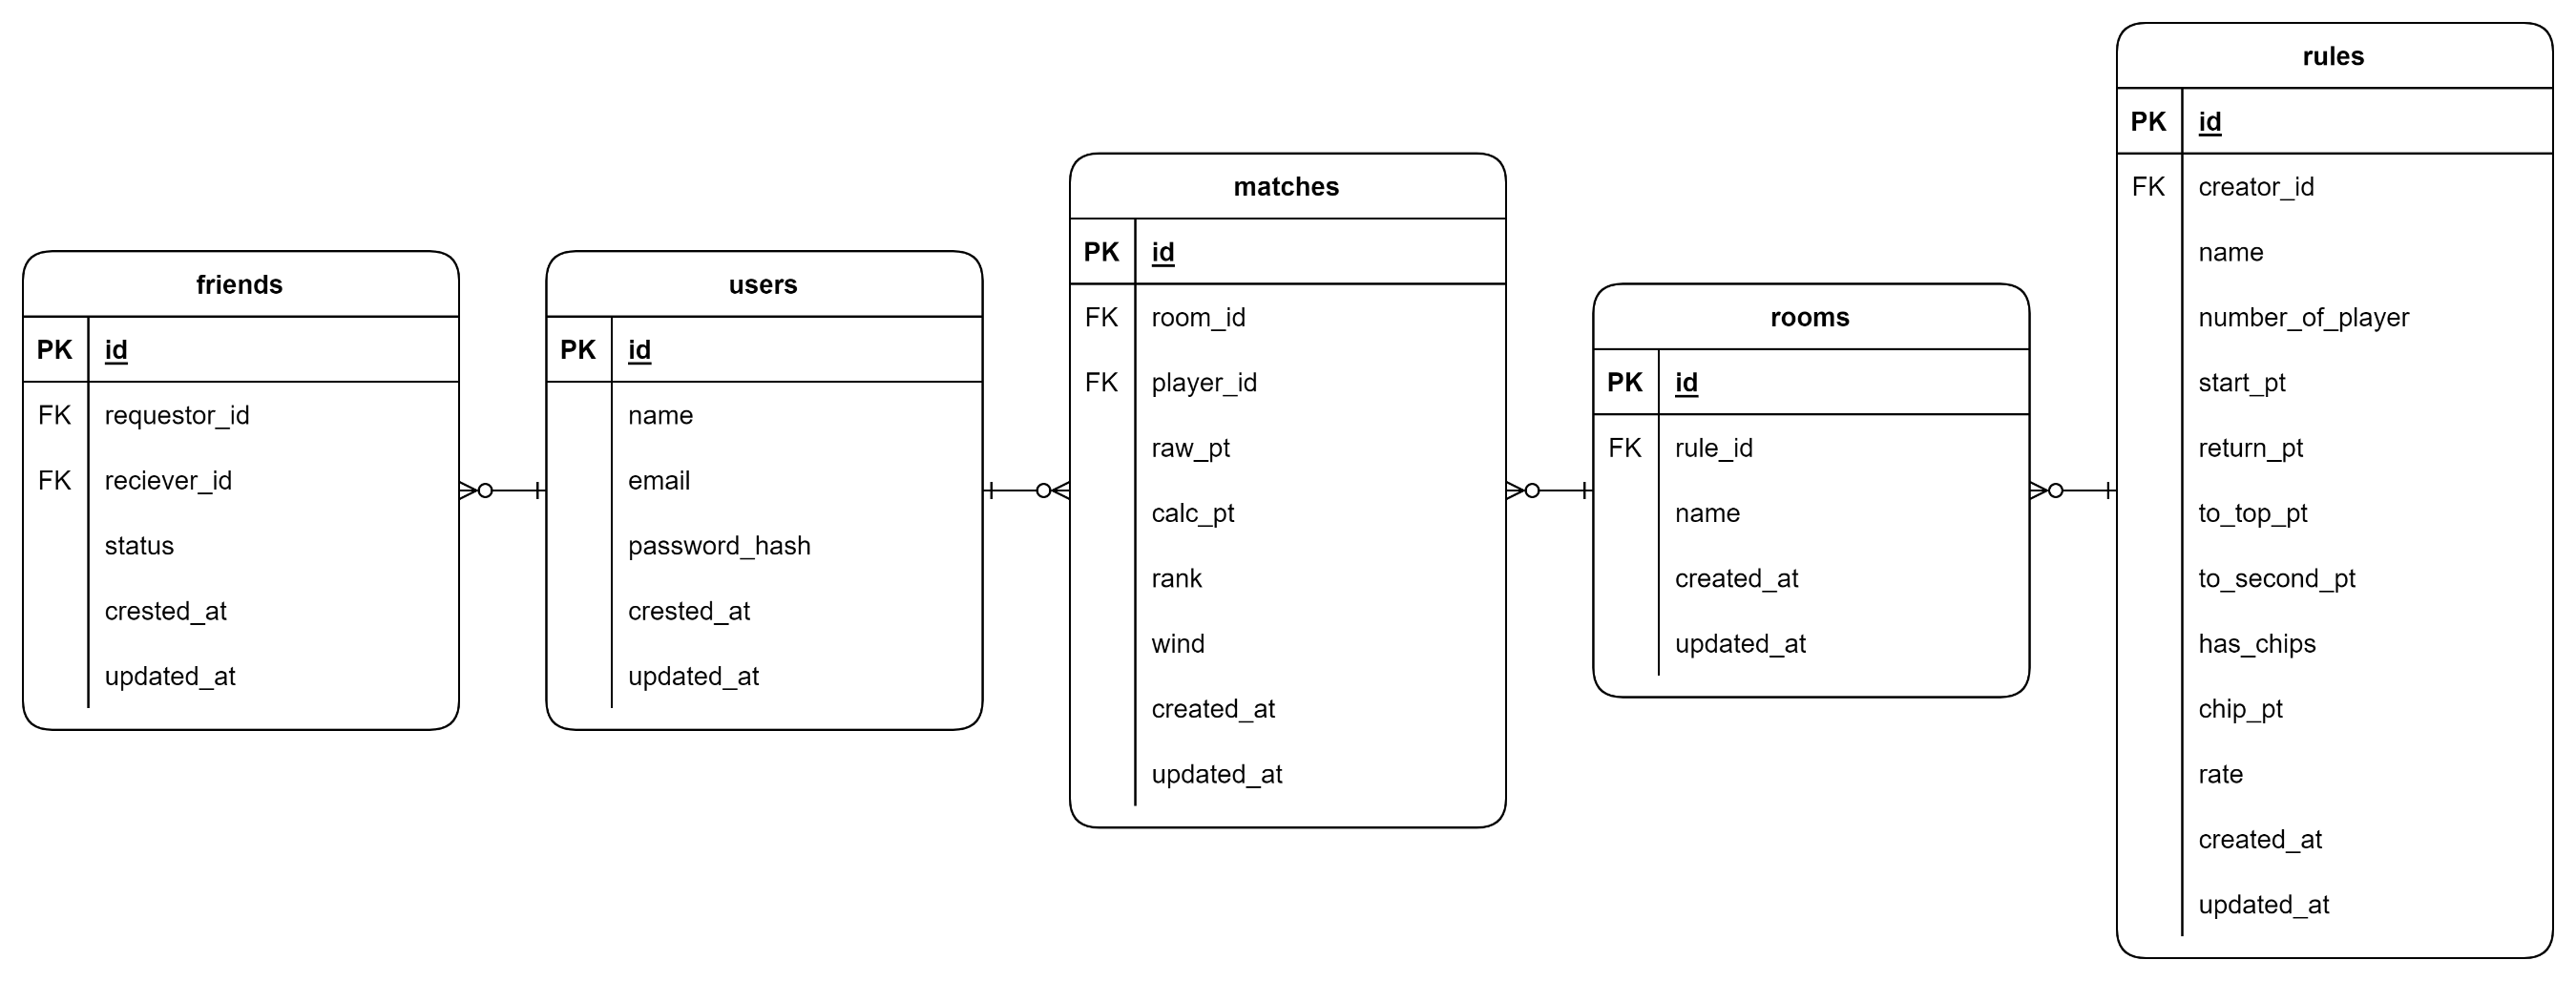 friends
PK id
FK requestor_id
FK reciever_id
status
crested_at
updated_at
users
PK id
name
email
password_hash
crested_at
updated_at
matches
PK id
FK room_id
FK player_id
raw_pt
calc_pt
rank
wind
created_at
updated_at
rooms
PK id
FK rule_id
name
created_at
updated_at
rules
PK id
FK creator_id
name
number_of_player
start_pt
return_pt
to_top_pt
to_second_pt
has_chips
chip_pt
rate
created_at
updated_at